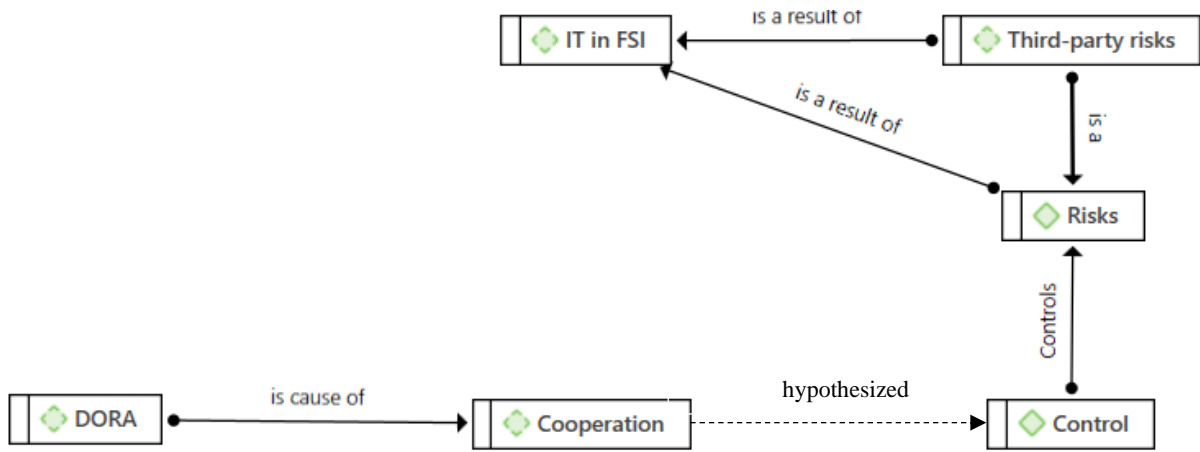 is a result of
IT in FSI
Third-party risks
is a result of
is a
Risks
Controls
is cause of
hypothesized
DORA
Cooperation
Control